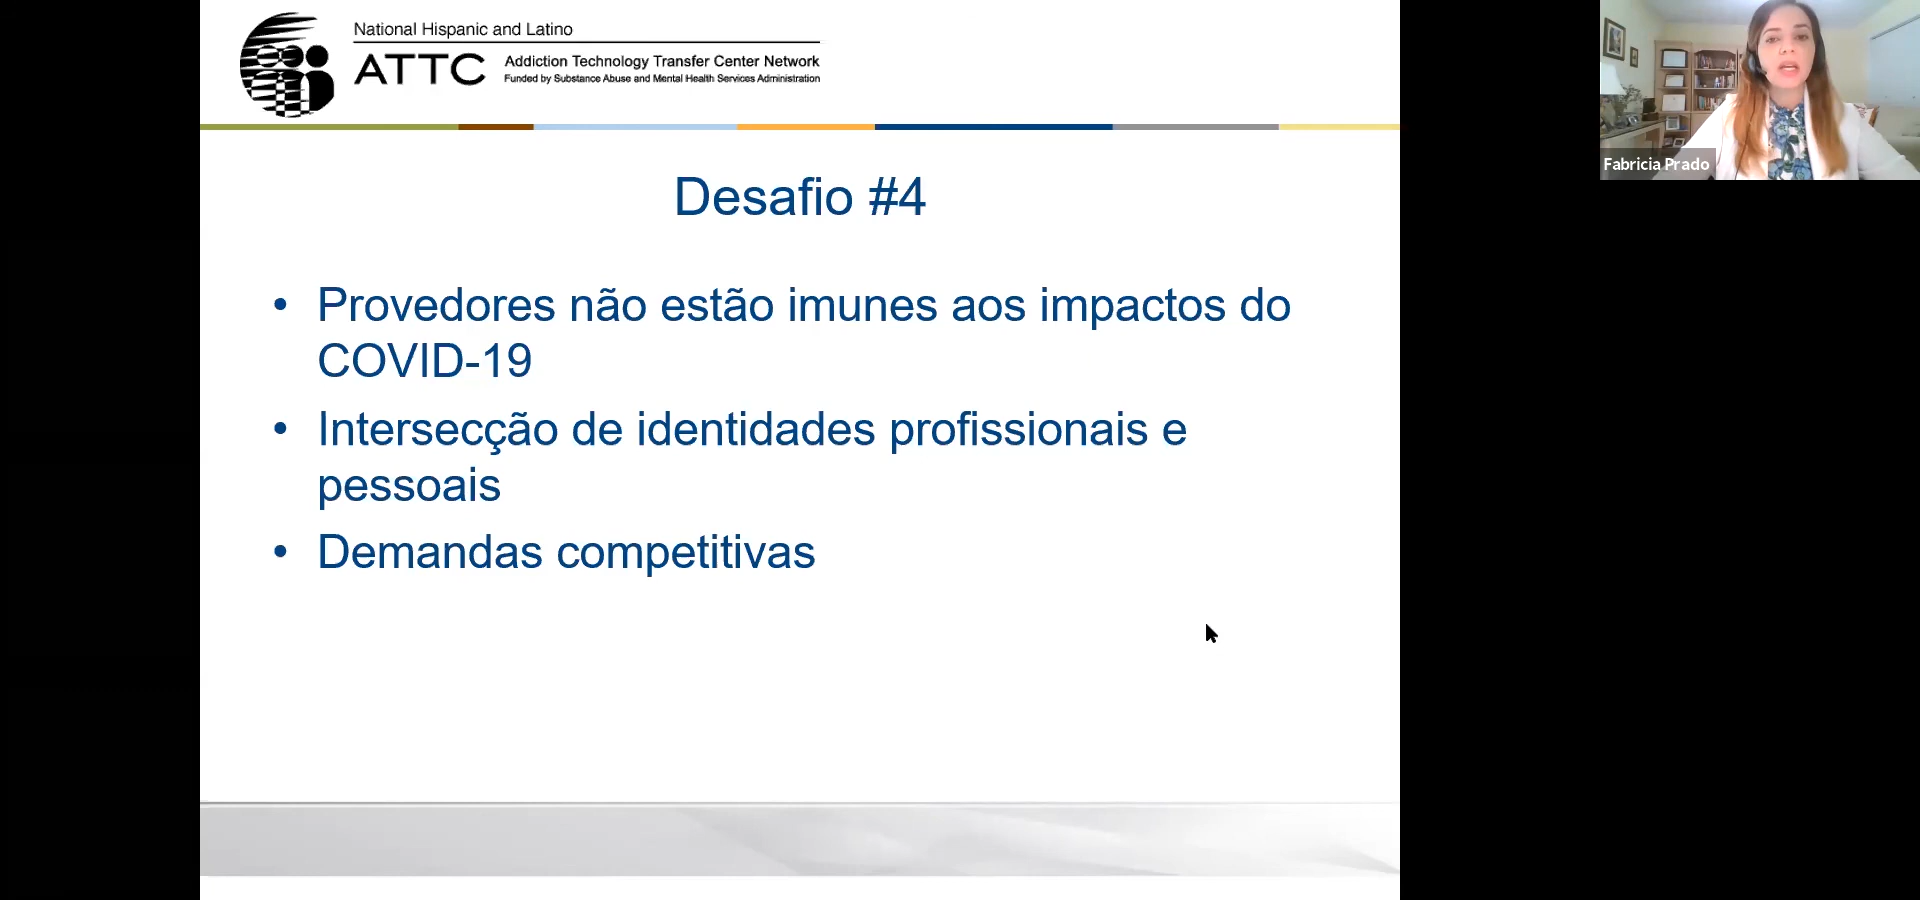 National Hispanic and Latino
ATTC
Addiction Technology Transfer Center Network
Funded by Substance Abuse and Mental Health Services Administration
Desafio #4
• Provedores não estão imunes aos impactos do
COVID-19
• Intersecção de identidades profissionais e
pessoais
• Demandas competitivas
Fabricia Prado